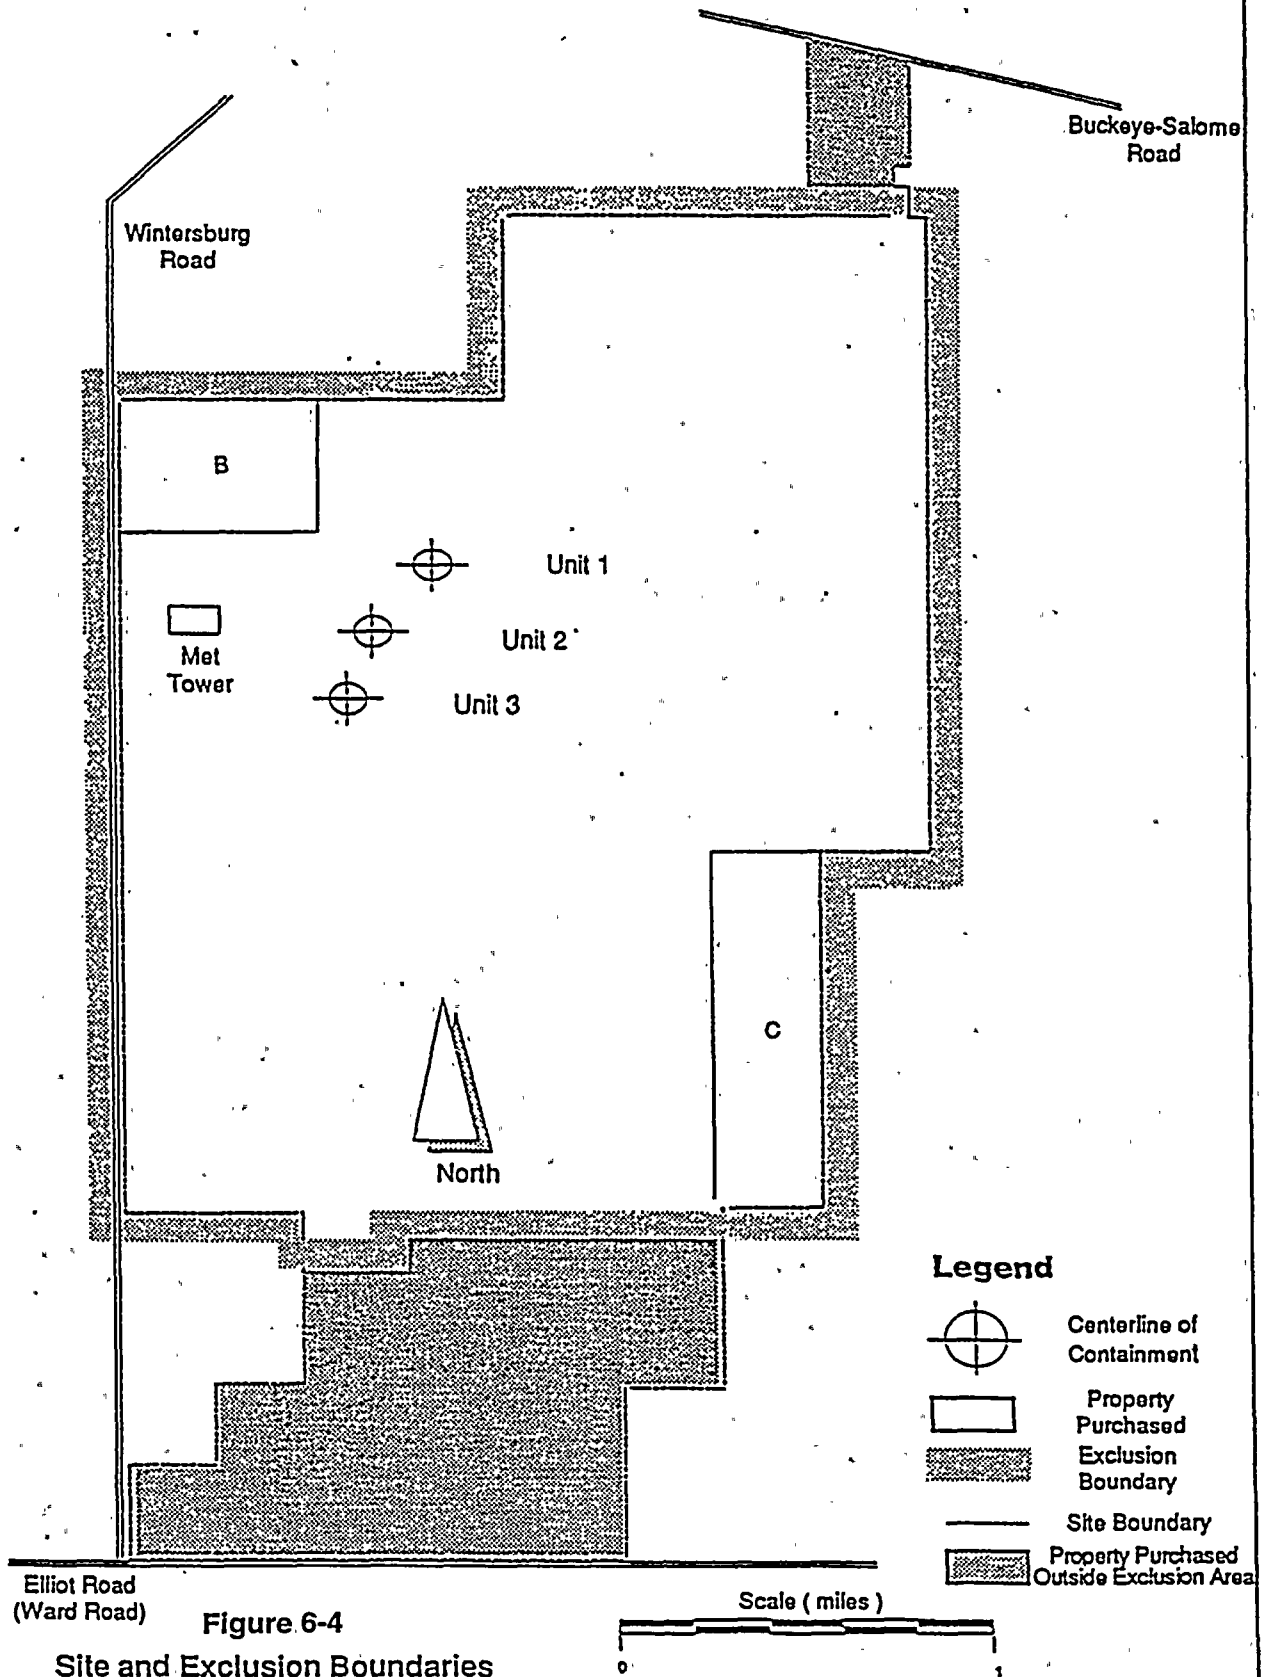 Buckeye-Salome
Road
Wintersburg
Road
B
Unit 1
Unit 2
Met
Tower
Unit 3
C
North
Legend
Centerline of
Containment
Property
Purchased
Exclusion
Boundary
Site Boundary
Property Purchased
Outside Exclusion Area
Elliot Road
(Ward Road)
Scale ( miles )
0 1
Figure 6-4
Site and Exclusion Boundaries